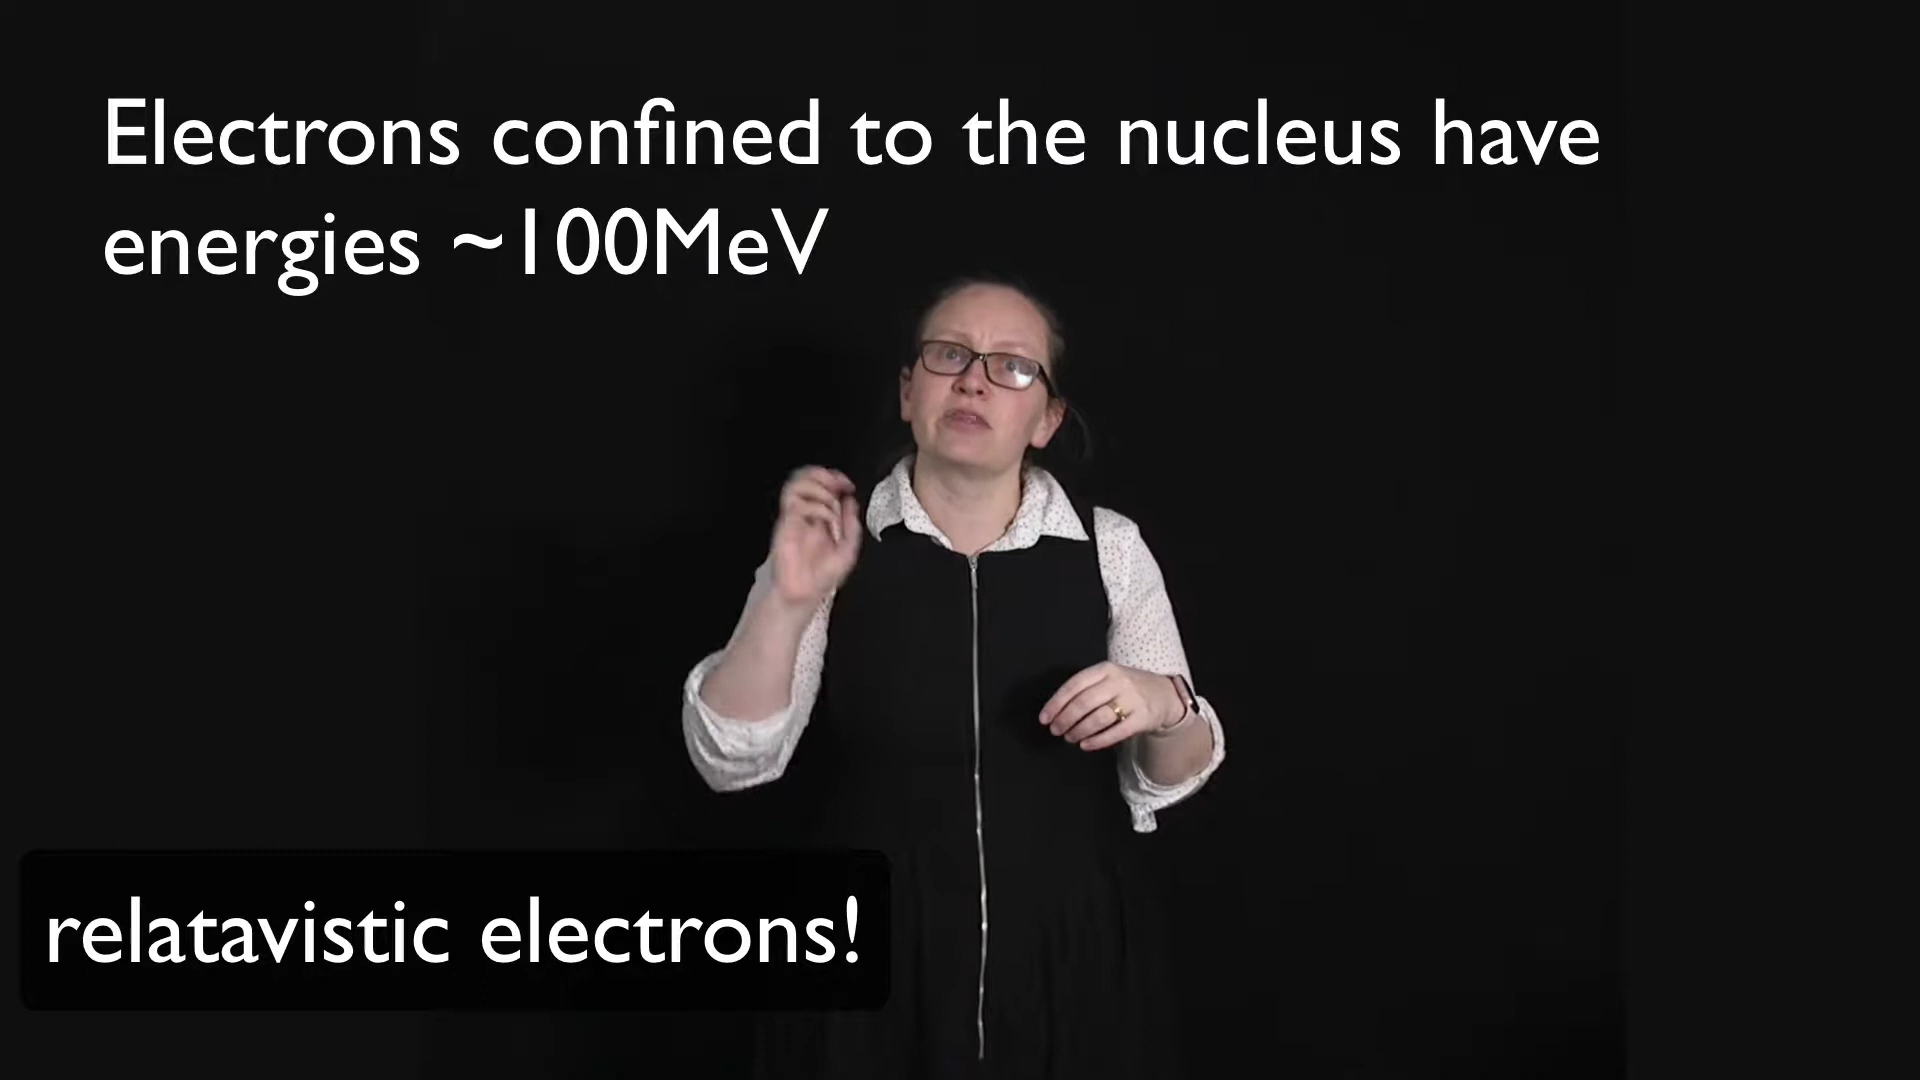 Electrons confined to the nucleus have
energies ~100MeV
relatavistic electrons!